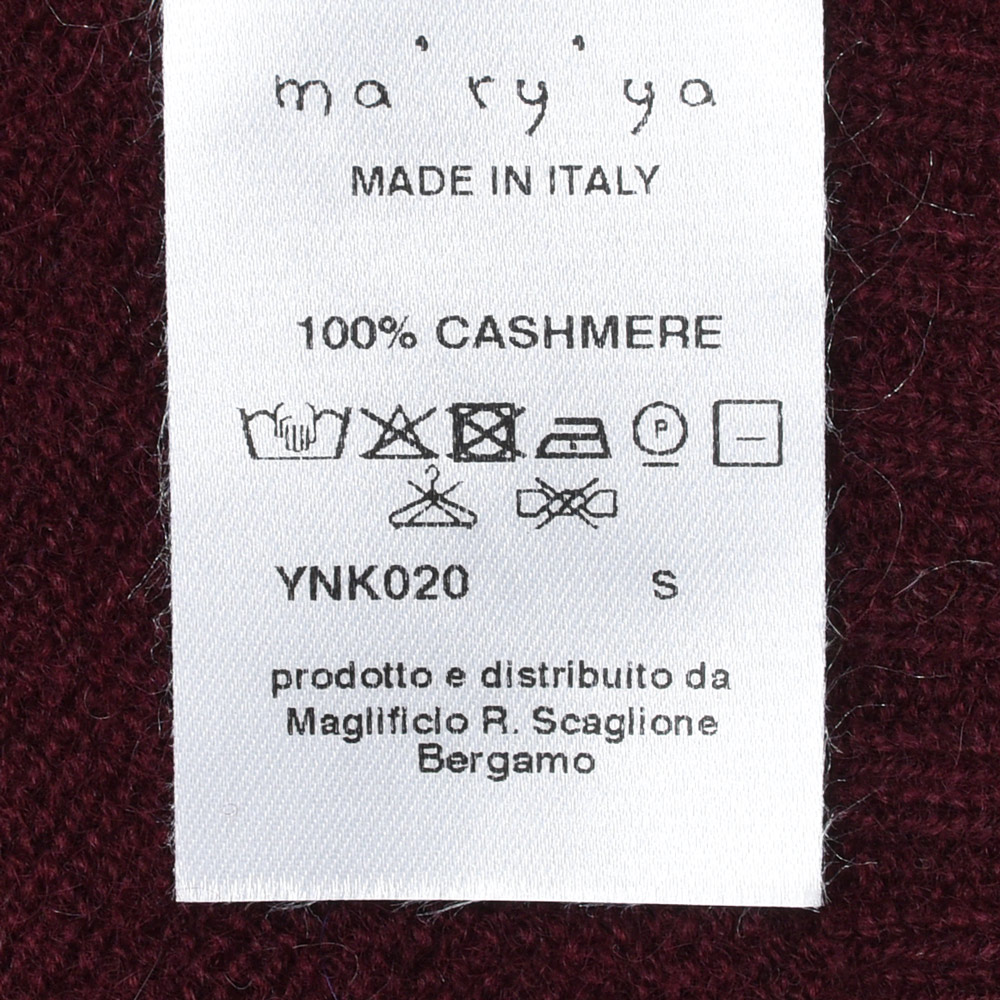 ma'ry'ya
MADE IN ITALY
100% CASHMERE
P
YNK020 S
prodotto e distribuito da
Maglificio R. Scaglione
Bergamo